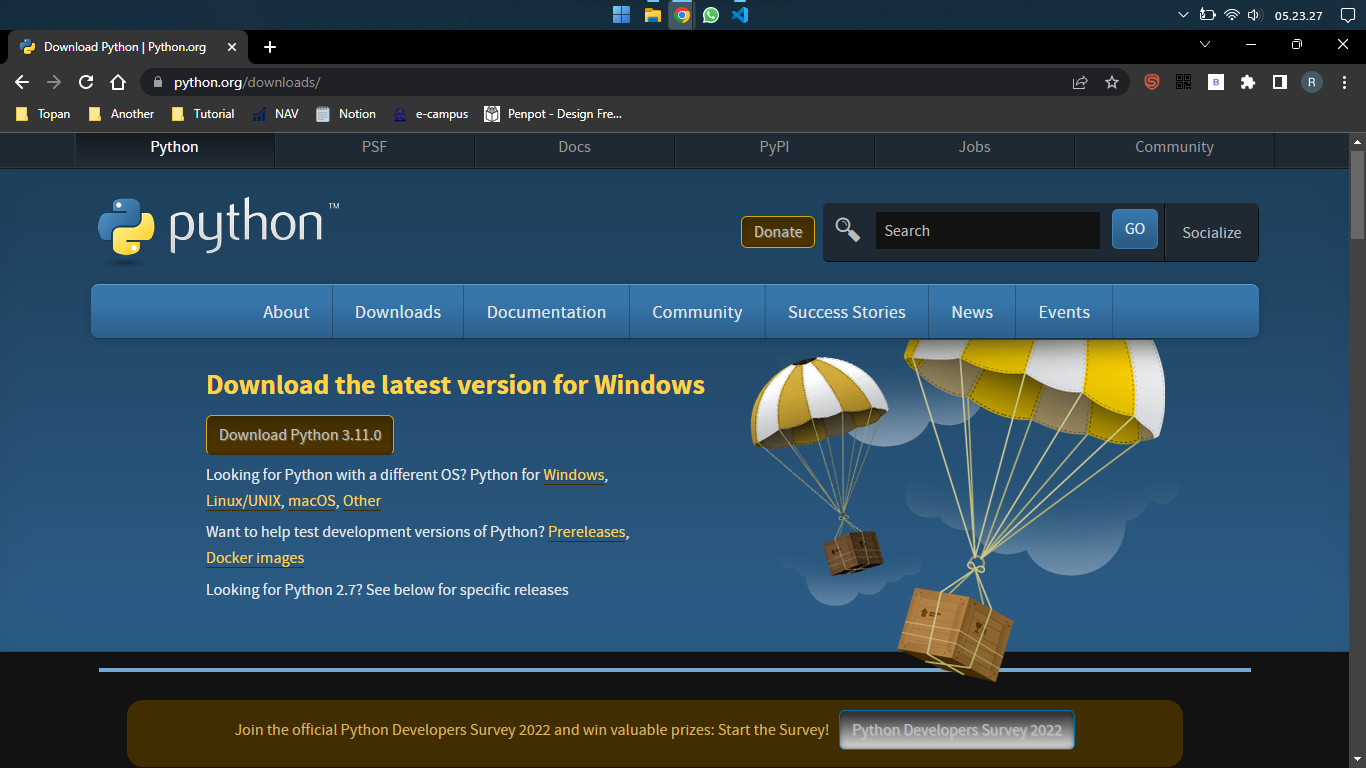 05.23.27
Download Python | Python.org
python.org/downloads/
R
B
Topan Another Tutorial NAV Notion e-campus Penpot - Design Fre...
Python PSF Docs PyPI Jobs Community
python™
Donate Search GO Socialize
About Downloads Documentation Community Success Stories News Events
Download the latest version for Windows
Download Python 3.11.0
Looking for Python with a different OS? Python for Windows,
Linux/UNIX, macOS, Other
Want to help test development versions of Python? Prereleases,
Docker images
Looking for Python 2.7? See below for specific releases
Join the official Python Developers Survey 2022 and win valuable prizes: Start the Survey! Python Developers Survey 2022